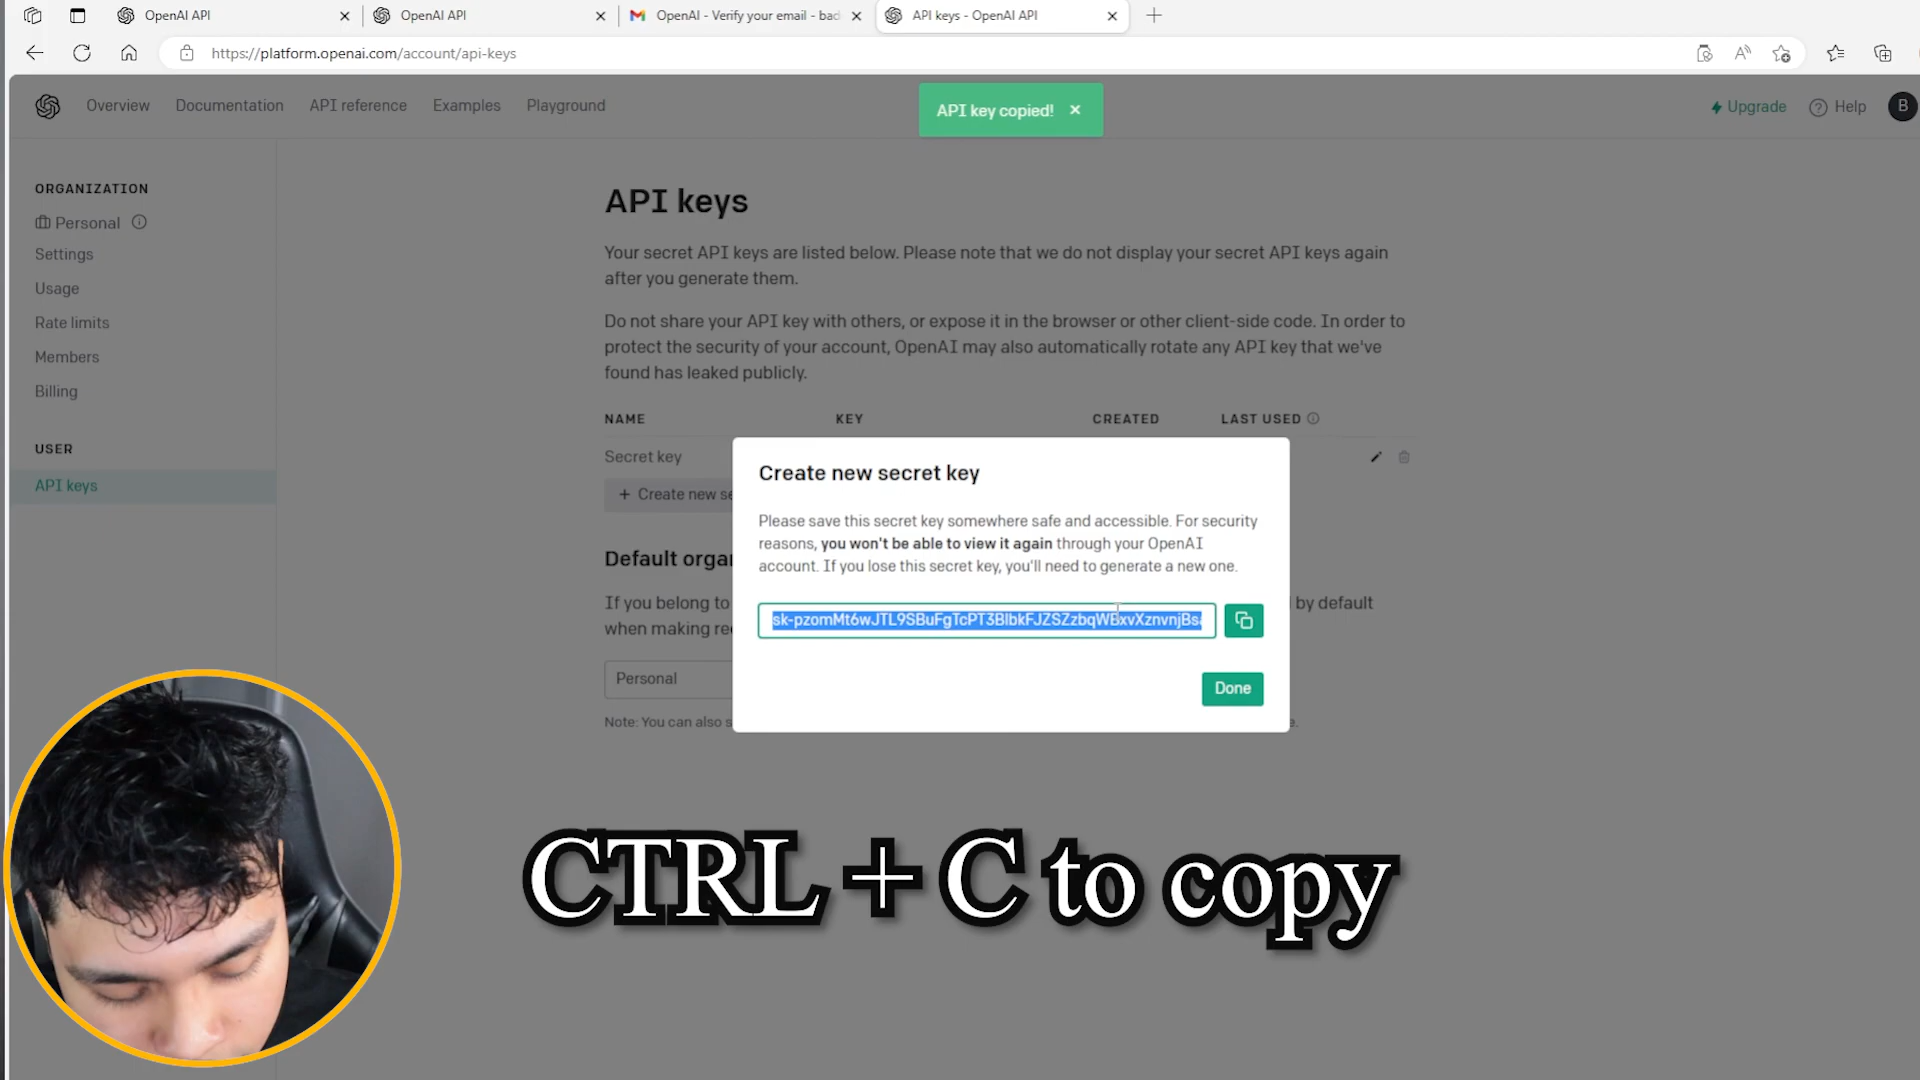 OpenAI API
OpenAI API
OpenAI - Verify your email - bac
API keys - OpenAI API
https://platform.openai.com/account/api-keys
Overview
Documentation
API reference
Examples
Playground
API key copied!
Upgrade
Help
B
ORGANIZATION
Personal
Settings
Usage
Rate limits
Members
Billing
USER
API keys
API keys
Your secret API keys are listed below. Please note that we do not display your secret API keys again
after you generate them.
Do not share your API key with others, or expose it in the browser or other client-side code. In order to
protect the security of your account, OpenAI may also automatically rotate any API key that we've
found has leaked publicly.
NAME KEY CREATED LAST USED
Secret key
+ Create new se
Default orga
If you belong to
d by default
when making re
Personal
Note: You can also s
e.
Create new secret key
Please save this secret key somewhere safe and accessible. For security
reasons, you won't be able to view it again through your OpenAI
account. If you lose this secret key, you'll need to generate a new one.
Done
CTRL + C to copy